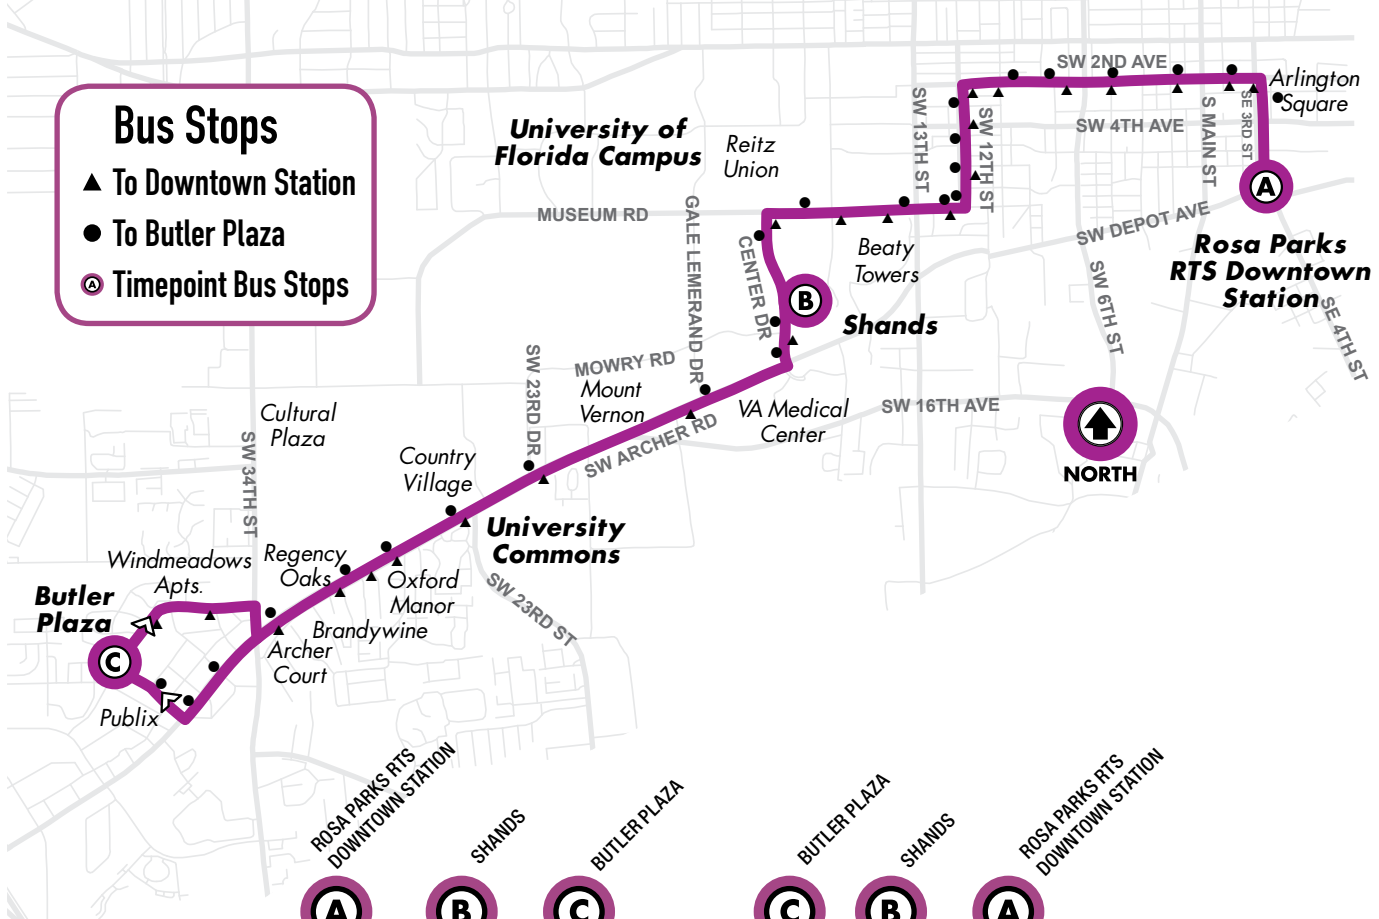 SW 2ND AVE
Arlington
Square
Bus Stops
To Downtown Station
To Butler Plaza
A
Timepoint Bus Stops
University of
Florida Campus
Reitz
Union
SW 13TH ST
SW 12TH ST
SW 4TH AVE
S MAIN ST
SE 3RD ST
A
MUSEUM RD
GALE LEMERAND DR
CENTER DR
Beaty
Towers
SW DEPOT AVE
Rosa Parks
RTS Downtown
Station
SW 6TH ST
SE 4TH ST
B
Shands
MOWRY RD
Mount
Vernon
SW 23RD DR
SW ARCHER RD
VA Medical
Center
SW 16TH AVE
NORTH
Cultural
Plaza
SW 34TH ST
Country
Village
University
Commons
Windmeadows
Apts.
Regency
Oaks
Oxford
Manor
SW 23RD ST
Butler
Plaza
Brandywine
Archer
Court
C
Publix
ROSA PARKS RTS
DOWNTOWN STATION
SHANDS
BUTLER PLAZA
BUTLER PLAZA
SHANDS
ROSA PARKS RTS
DOWNTOWN STATION
A
B
C
C
B
A